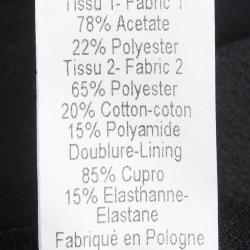 Tissu 1- Fabric 1
78% Acetate
22% Polyester
Tissu 2- Fabric 2
65% Polyester
20% Cotton-coton
15% Polyamide
Doublure-Lining
85% Cupro
15% Elasthanne-
Elastane
Fabriqué en Pologne